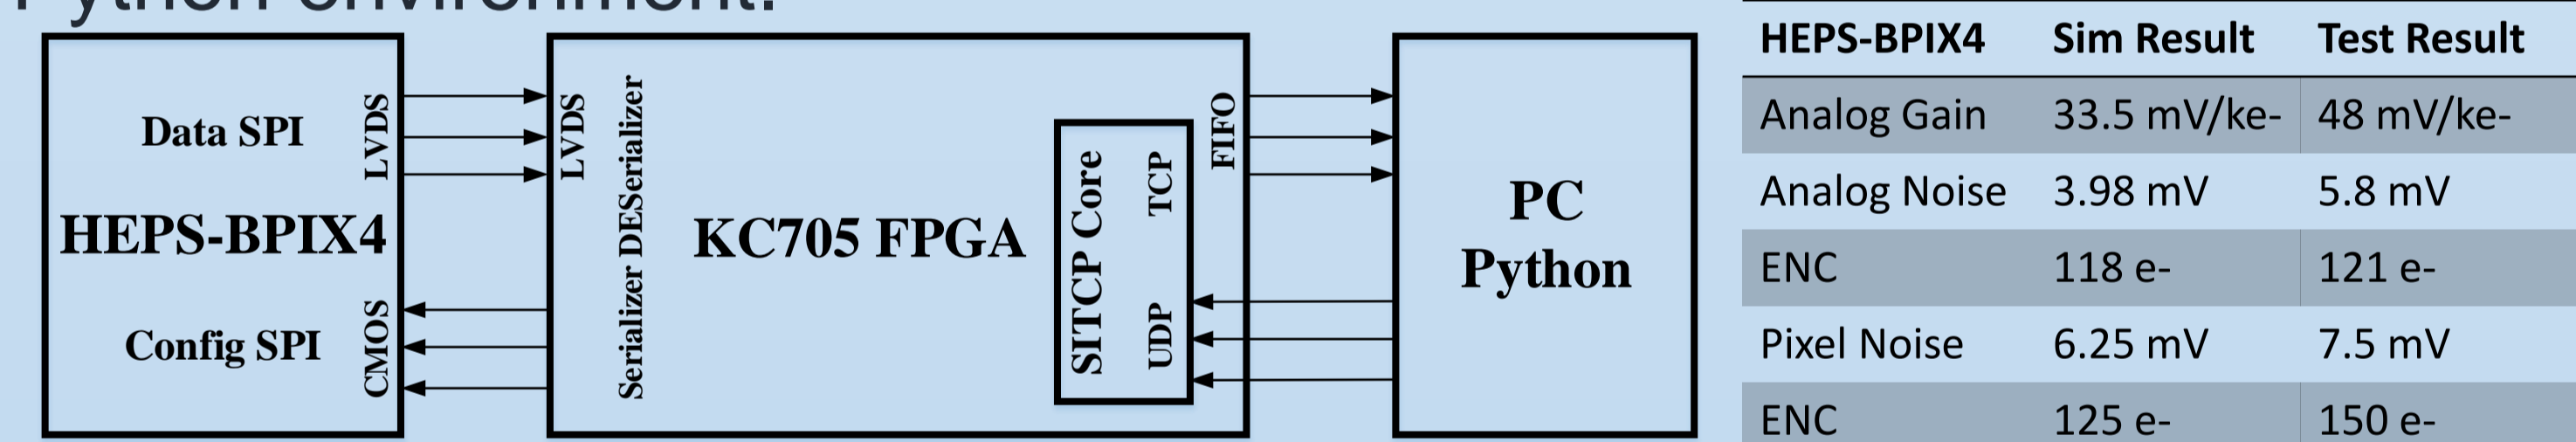 Python environment.
Data SPI
LVDS
HEPS-BPIX4
Config SPI
CMOS
LVDS
Serializer DESerializer
KC705 FPGA
SITCP Core
TCP
UDP
FIFO
PC
Python
HEPS-BPIX4 Sim Result Test Result
Analog Gain 33.5 mV/ke- 48 mV/ke-
Analog Noise 3.98 mV 5.8 mV
ENC 118 e- 121 e-
Pixel Noise 6.25 mV 7.5 mV
ENC 125 e- 150 e-